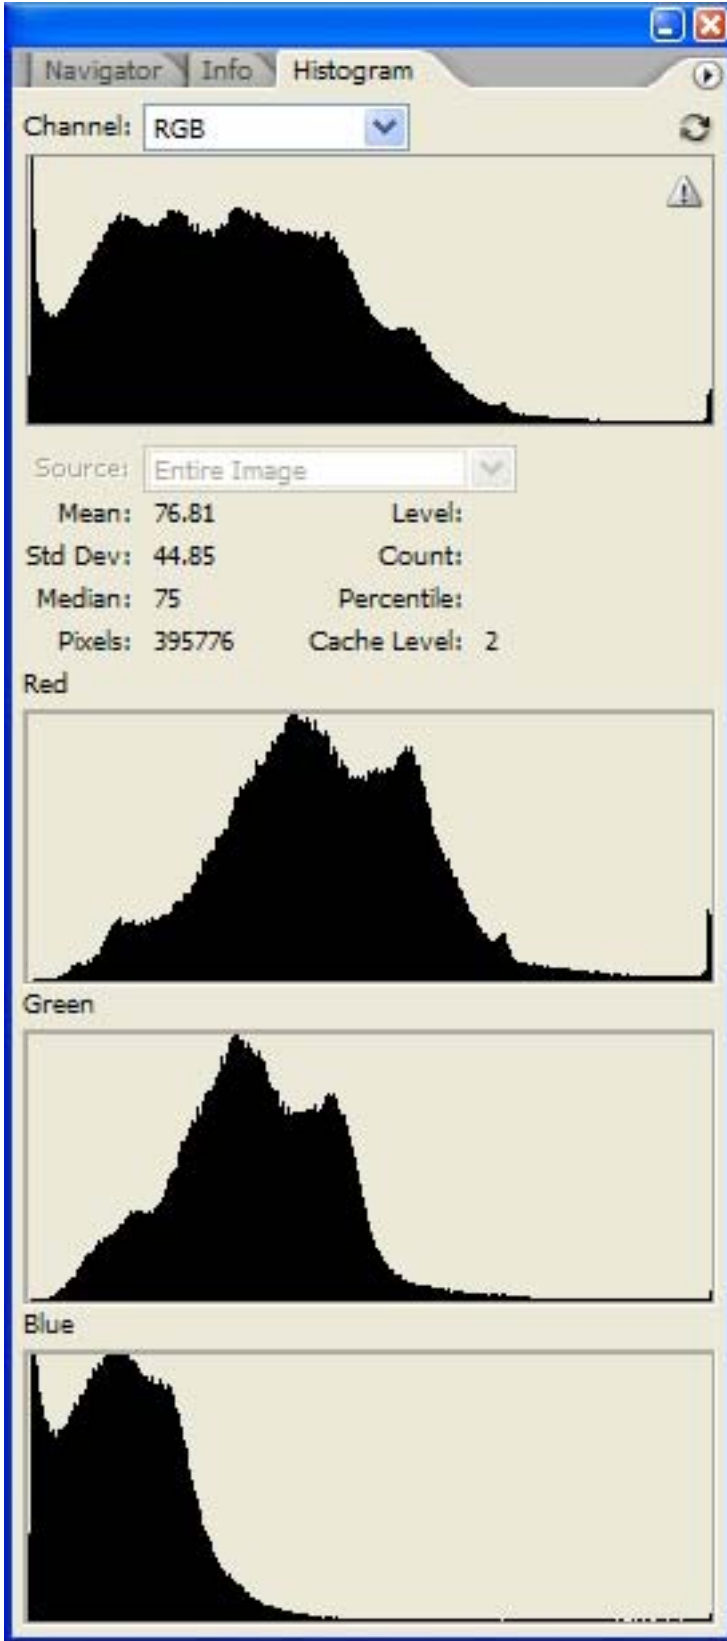 Navigator Info Histogram
Channel: RGB
Source: Entire Image
Mean: 76.81 Level:
Std Dev: 44.85 Count:
Median: 75 Percentile:
Pixels: 395776 Cache Level: 2
Red
Green
Blue